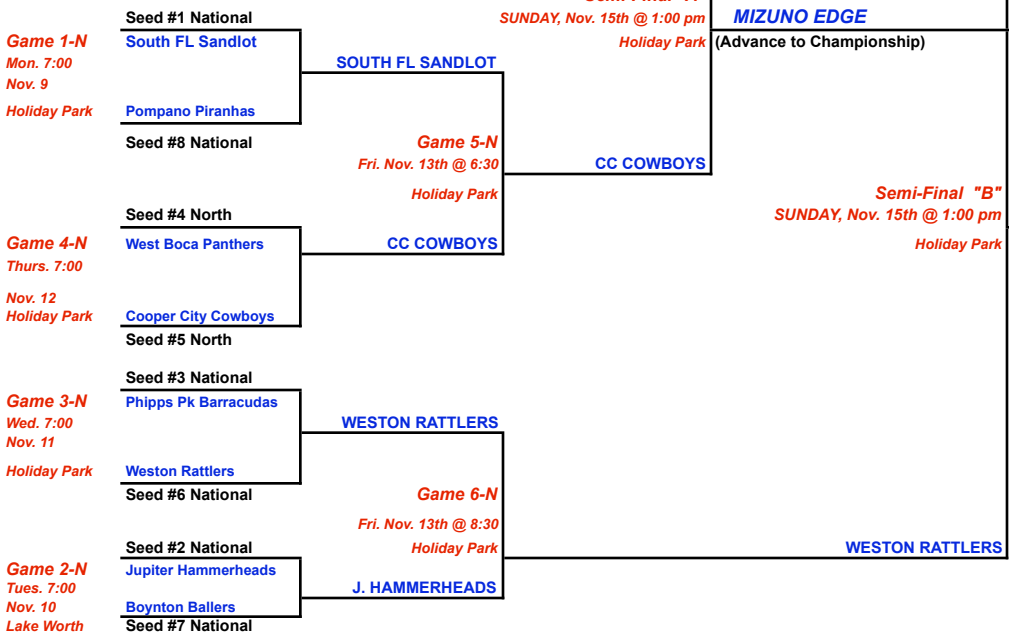 Seed #1 National
SUNDAY, Nov. 15th @ 1:00 pm
MIZUNO EDGE
Game 1-N
South FL Sandlot
Holiday Park
(Advance to Championship)
Mon. 7:00
SOUTH FL SANDLOT
Nov. 9
Holiday Park
Pompano Piranhas
Seed #8 National
Game 5-N
Fri. Nov. 13th @ 6:30
CC COWBOYS
Holiday Park
Semi-Final "B"
Seed #4 North
SUNDAY, Nov. 15th @ 1:00 pm
Game 4-N
West Boca Panthers
CC COWBOYS
Holiday Park
Thurs. 7:00
Nov. 12
Holiday Park
Cooper City Cowboys
Seed #5 North
Seed #3 National
Game 3-N
Phipps Pk Barracudas
Wed. 7:00
WESTON RATTLERS
Nov. 11
Holiday Park
Weston Rattlers
Seed #6 National
Game 6-N
Fri. Nov. 13th @ 8:30
Seed #2 National
Holiday Park
WESTON RATTLERS
Game 2-N
Jupiter Hammerheads
Tues. 7:00
J. HAMMERHEADS
Nov. 10
Boynton Ballers
Lake Worth
Seed #7 National